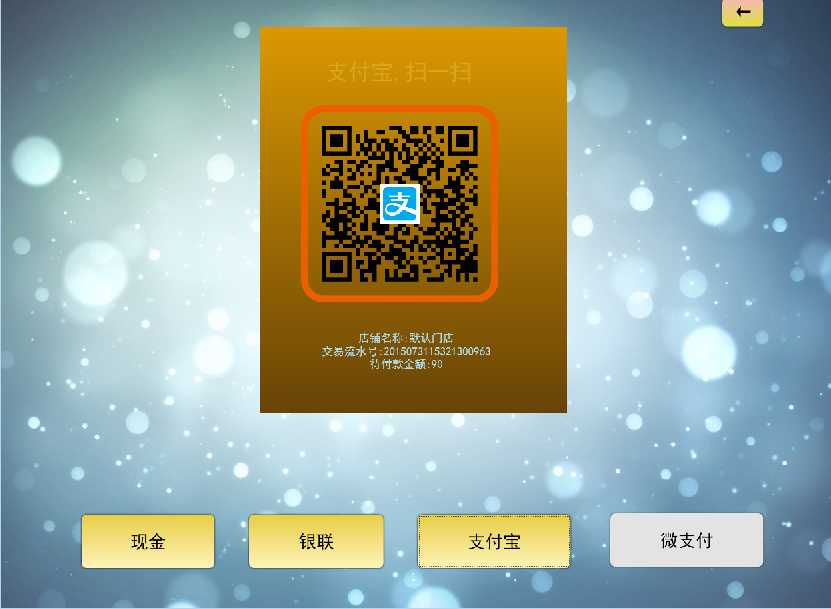 支付宝,扫一扫
支
店铺名称:默认门店
交易流水号:2015073115321300963
待付款金额:90
现金
银联
支付宝
微支付